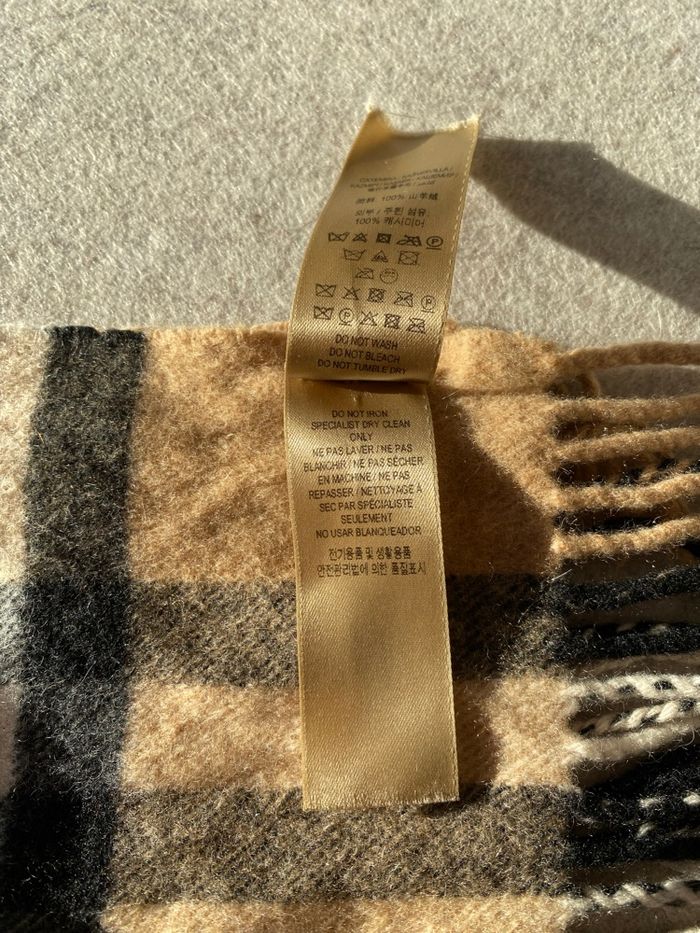 面料 100% 山羊绒
외부 / 주된 섬유:
100% 캐시미어
DO NOT WASH
DO NOT BLEACH
DO NOT TUMBLE DRY
DO NOT IRON
SPECIALIST DRY CLEAN
ONLY
NE PAS LAVER / NE PAS
BLANCHIR / NE PAS SÉCHER
EN MACHINE / NE PAS
REPASSER / NETTOYAGE À
SEC PAR SPÉCIALISTE
SEULEMENT
NO USAR BLANQUEADOR
전기용품 및 생활용품
안전관리법에 의한 품질표시